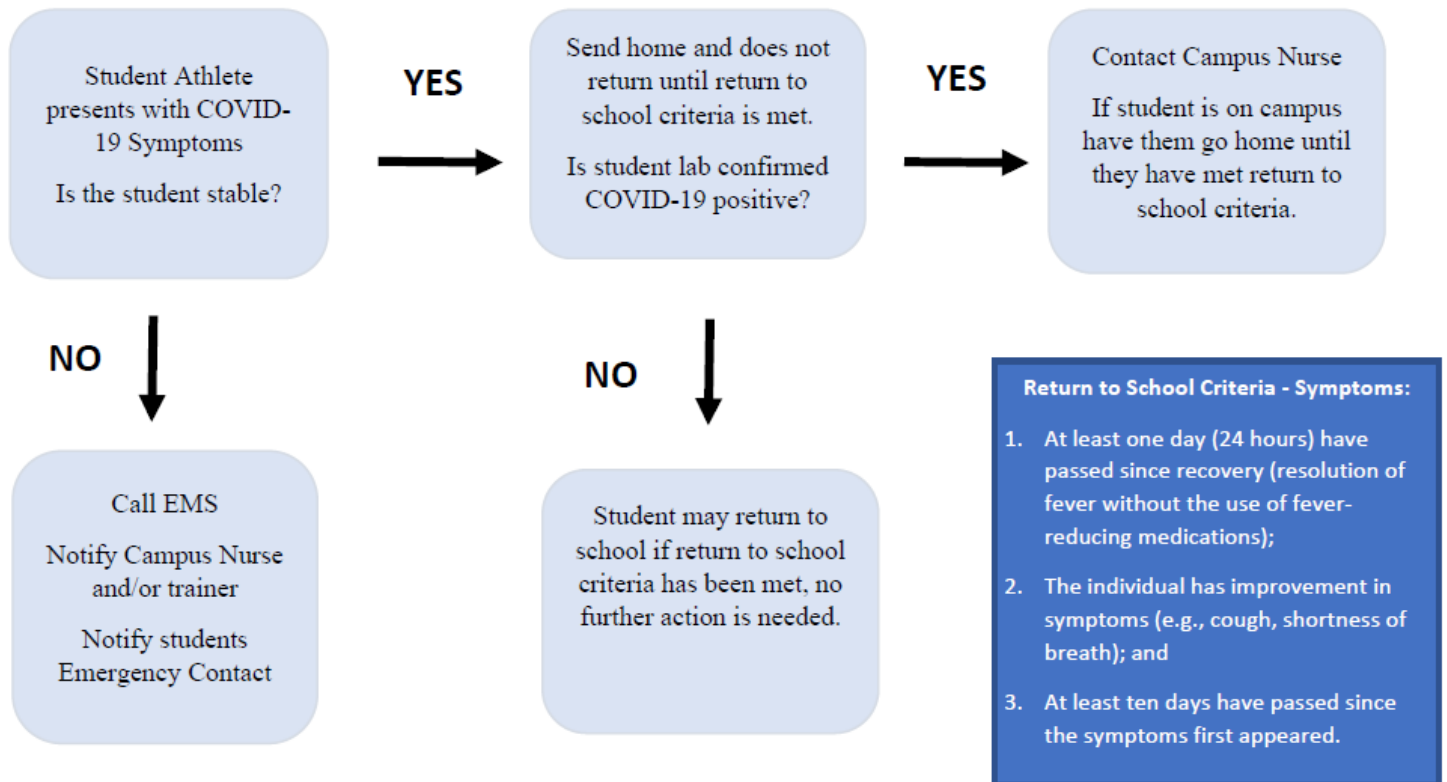 Student Athlete
presents with COVID-
19 Symptoms
Is the student stable?
YES
Send home and does not
return until return to
school criteria is met.
Is student lab confirmed
COVID-19 positive?
YES
Contact Campus Nurse
If student is on campus
have them go home until
they have met return to
school criteria.
NO
Call EMS
Notify Campus Nurse
and/or trainer
Notify students
Emergency Contact
NO
Student may return to
school if return to school
criteria has been met, no
further action is needed.
Return to School Criteria - Symptoms:
1. At least one day (24 hours) have
passed since recovery (resolution of
fever without the use of fever-
reducing medications);
2. The individual has improvement in
symptoms (e.g., cough, shortness of
breath); and
3. At least ten days have passed since
the symptoms first appeared.